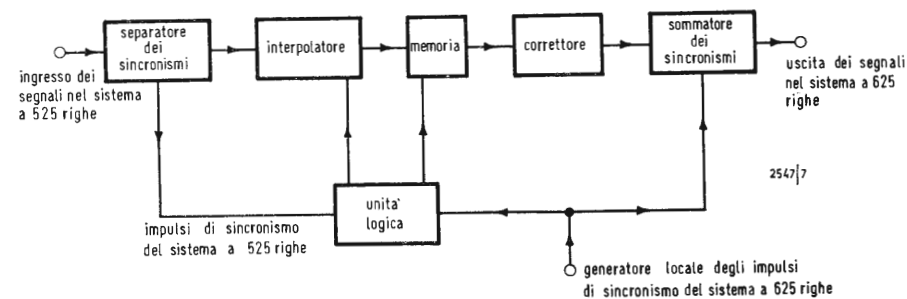 separatore
dei
sincronismi
interpolatore
memoria
correttore
sommatore
dei
sincronismi
ingresso dei
segnali nel sistema
a 525 righe
uscita dei segnali
nel sistema a 625
righe
2547|7
unita'
logica
impulsi di sincronismo
del sistema a 525 righe
generatore locale degli impulsi
di sincronismo del sistema a 625 righe